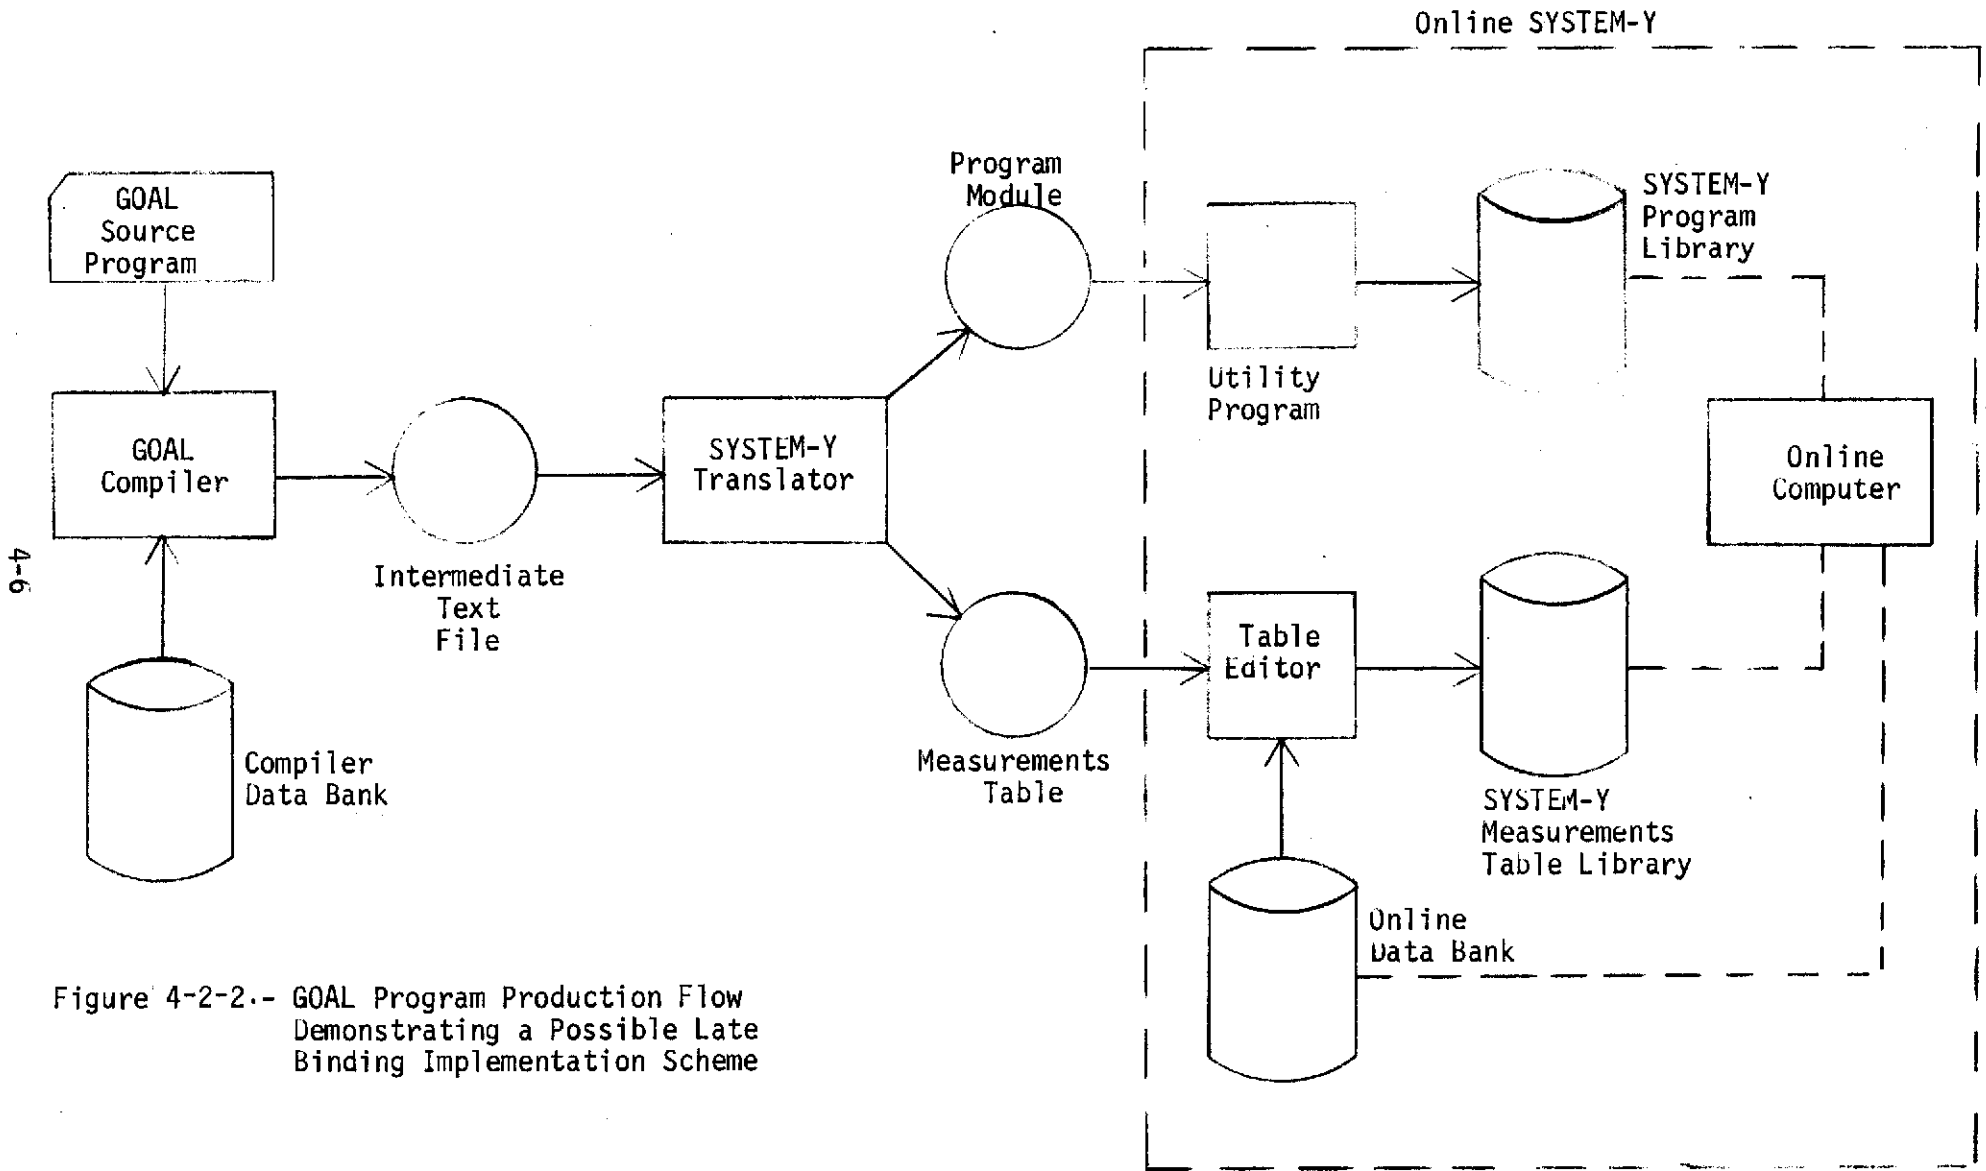 Online SYSTEM-Y
GOAL
Source
Program
Program
Module
SYSTEM-Y
Program
Library
Utility
Program
GOAL
Compiler
SYSTEM-Y
Translator
Online
Computer
Intermediate
Text
File
Table
Editor
Compiler
Data Bank
Measurements
Table
SYSTEM-Y
Measurements
Table Library
Online
Data Bank
4-6
Figure 4-2-2.- GOAL Program Production Flow
Demonstrating a Possible Late
Binding Implementation Scheme